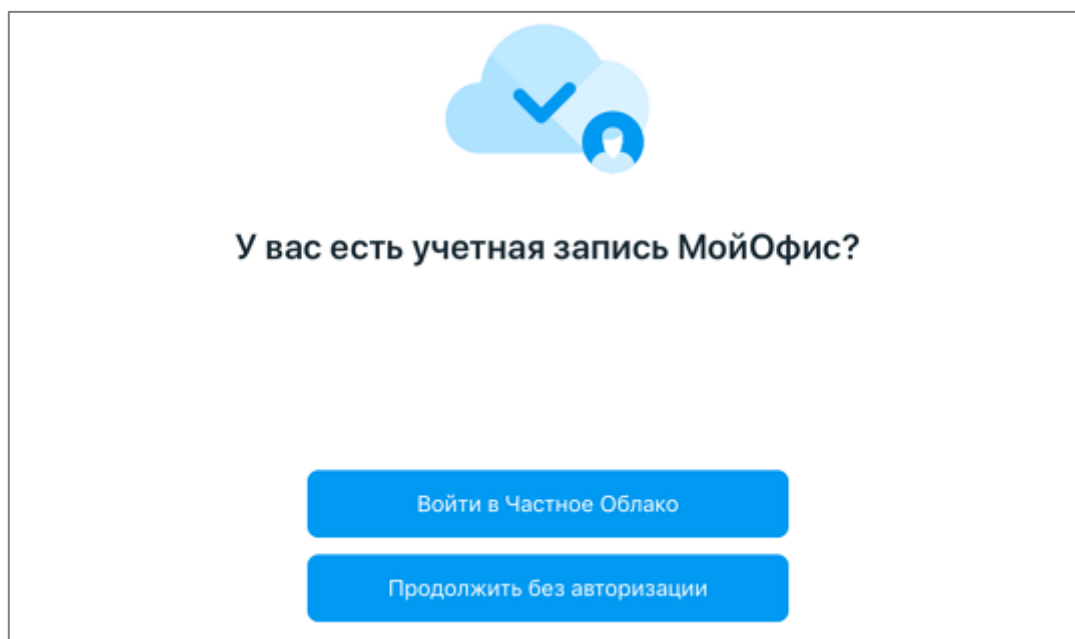 У вас есть учетная запись МойОфис?
Войти в Частное Облако
Продолжить без авторизации